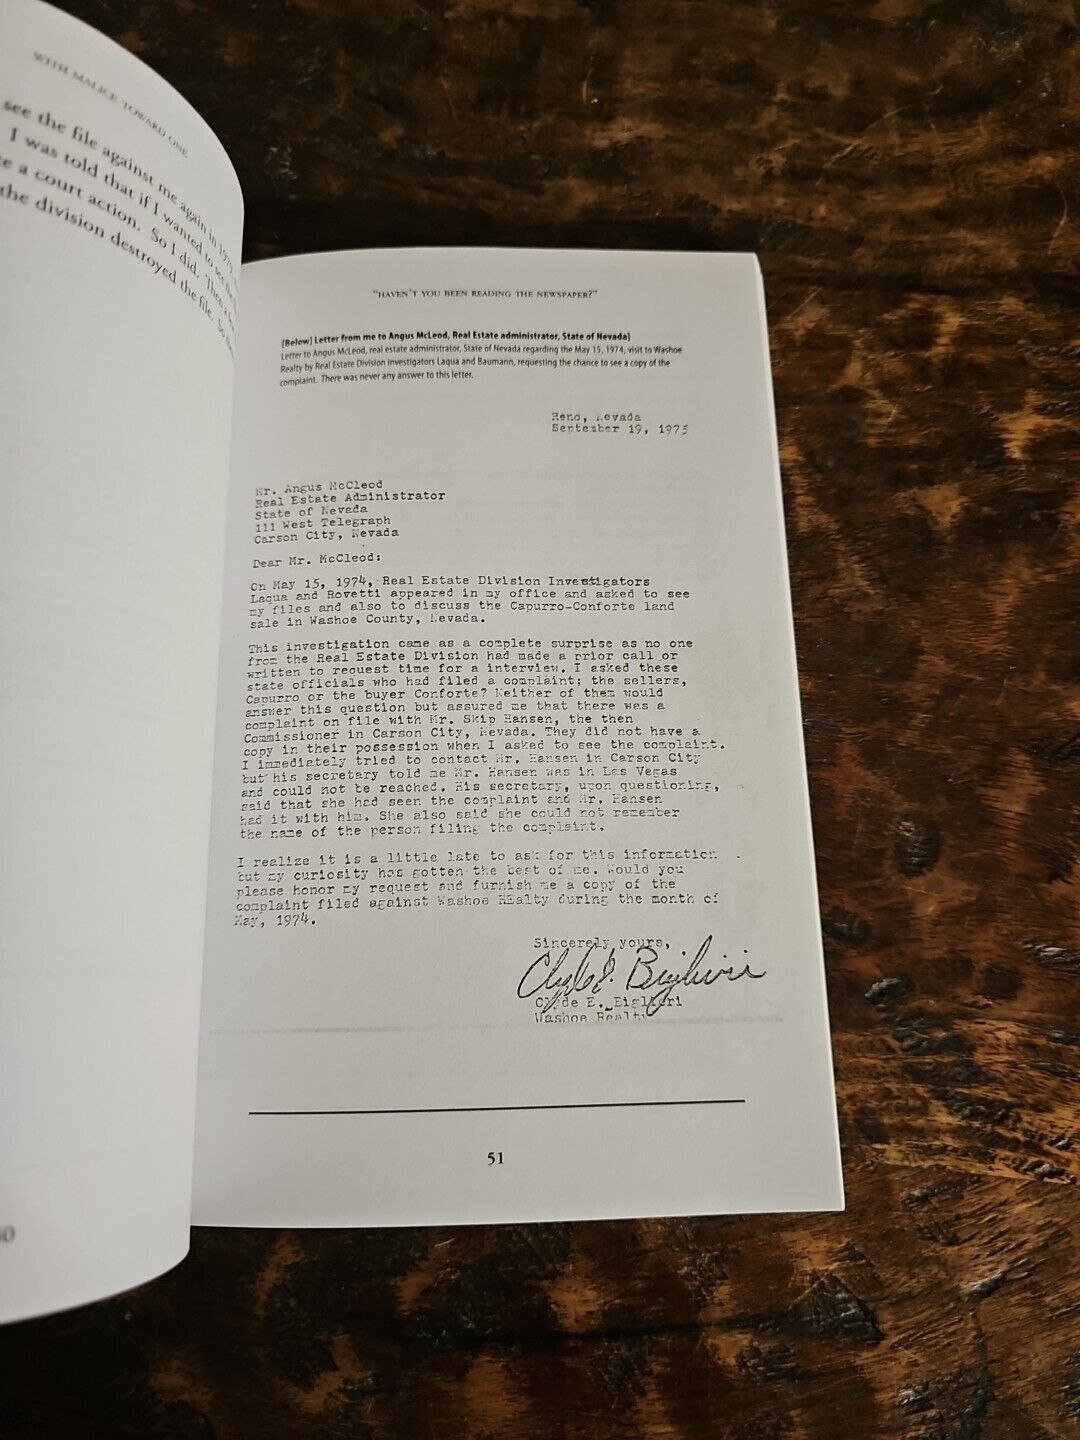 WITH MALICE TOWARD ONE
see the file against me again in 1975
I was told that if I wanted to see the
a court action. So I did. Then, a
the division destroyed the file. So
"HAVEN'T YOU BEEN READING THE NEWSPAPER?"
[Below] Letter from me to Angus McLeod, Real Estate administrator, State of Nevada]
Letter to Angus McLeod, real estate administrator, State of Nevada regarding the May 15, 1974, visit to Washoe
Realty by Real Estate Division Investigators Laqua and Baumann, requesting the chance to see a copy of the
complaint. There was never any answer to this letter.
Reno, Nevada
September 19, 1975
Mr. Angus McCleod
Real Estate Administrator
State of Nevada
111 West Telegraph
Carson City, Nevada
Dear Mr. McCleod:
On May 15, 1974, Real Estate Division Investigators
Laqua and Rovetti appeared in my office and asked to see
my files and also to discuss the Capurro-Conforte land
sale in Washoe County, Nevada.
This investigation came as a complete surprise as no one
from the Real Estate Division had made a prior call or
written to request time for a interview. I asked these
state officials who had filed a complaint; the sellers,
Capurro or the buyer Conforte? Neither of them would
answer this question but assured me that there was a
complaint on file with Mr. Skip Hansen, the then
Commissioner in Carson City, Nevada. They did not have a
copy in their possession when I asked to see the complaint.
I immediately tried to contact Mr. Hansen in Carson City
but his secretary told me Mr. Hansen was in Las Vegas
and could not be reached. His secretary, upon questioning,
said that she had seen the complaint and Mr. Hansen
had it with him. She also said she could not remember
the name of the person filing the complaint.
I realize it is a little late to ask for this information
but my curiosity has gotten the best of me. Would you
please honor my request and furnish me a copy of the
complaint filed against Washoe REalty during the month of
May, 1974.
Sincerely yours,
Clyde E. Biglieri
Clyde E. Biglieri
Washoe Realty
51